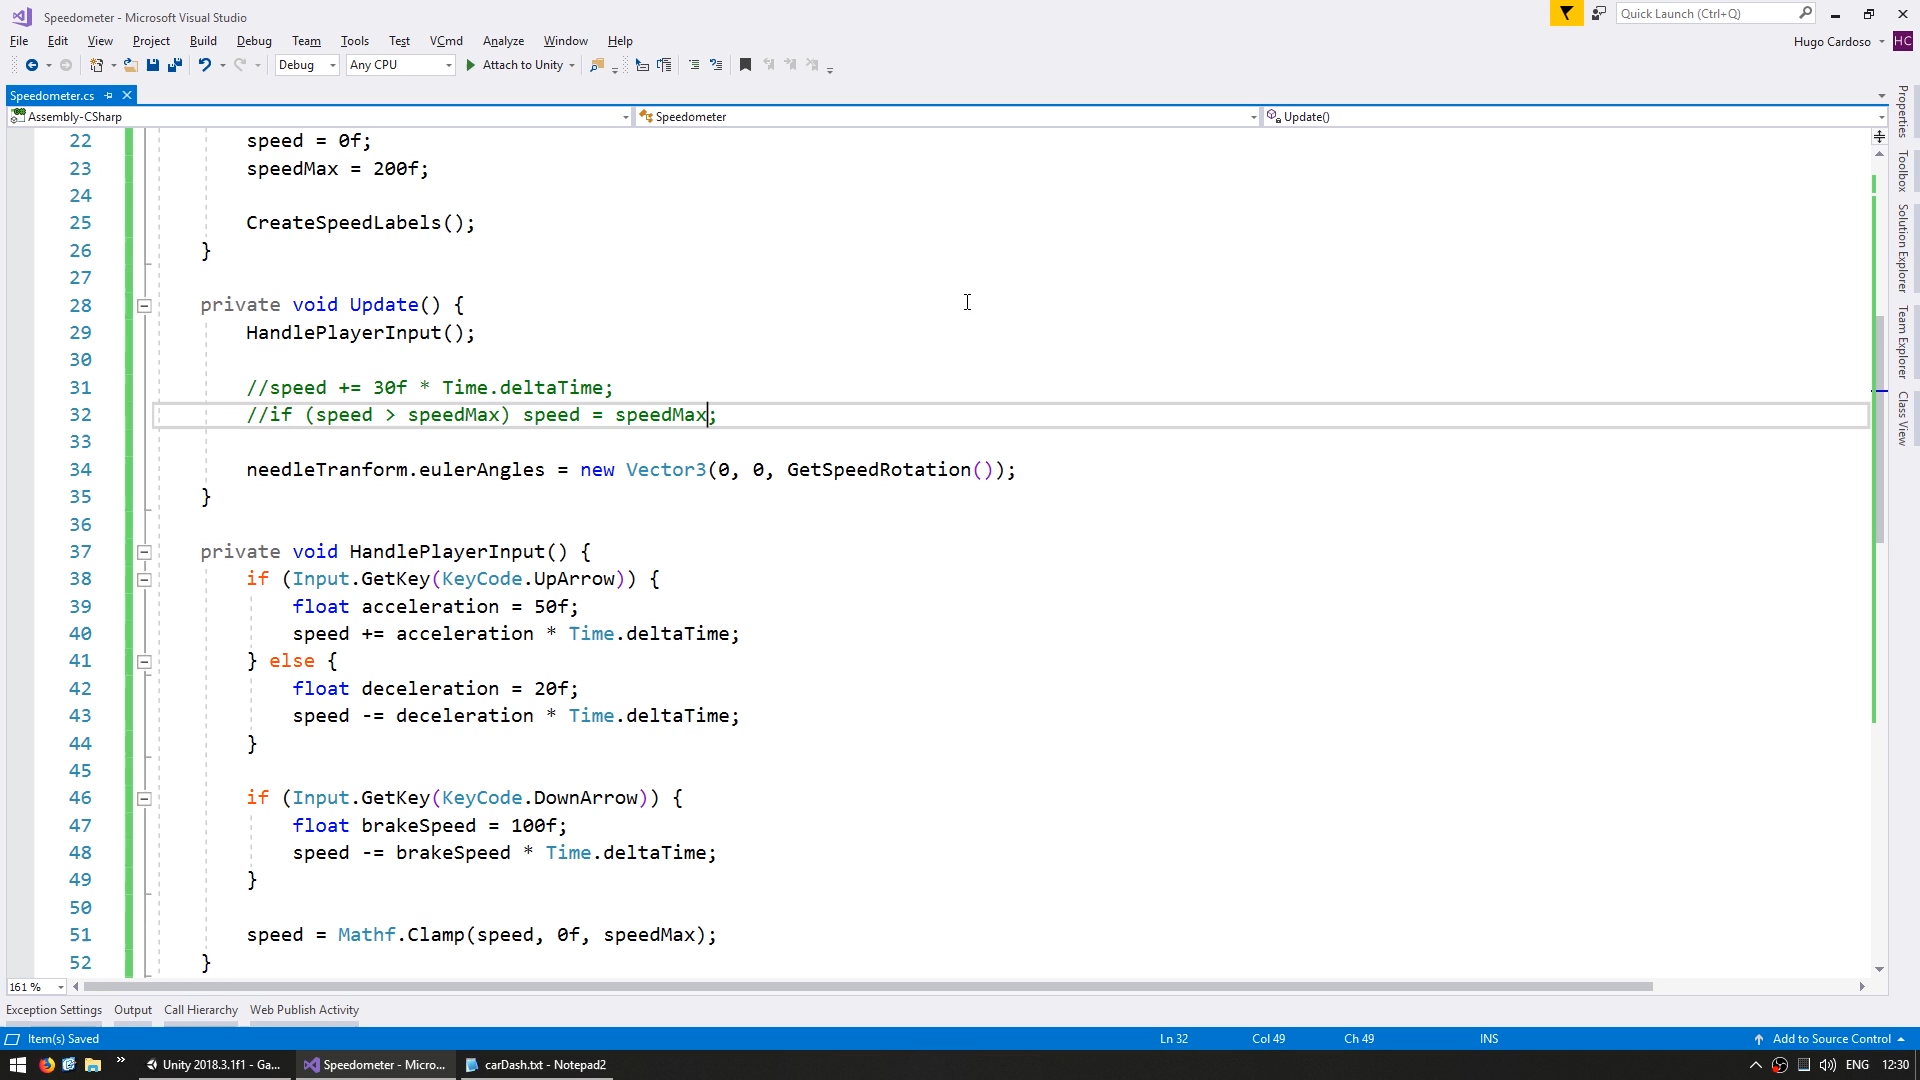 Speedometer - Microsoft Visual Studio
Quick Launch (Ctrl+Q)
File Edit View Project Build Debug Team Tools Test VCmd Analyze Window Help
Hugo Cardoso HC
Debug Any CPU Attach to Unity
Speedometer.cs
Assembly-CSharp Speedometer Update()
22 speed = 0f;
23 speedMax = 200f;
24
25 CreateSpeedLabels();
26 }
27
28 private void Update() {
29 HandlePlayerInput();
30
31 //speed += 30f * Time.deltaTime;
32 //if (speed > speedMax) speed = speedMax;
33
34 needleTranform.eulerAngles = new Vector3(0, 0, GetSpeedRotation());
35 }
36
37 private void HandlePlayerInput() {
38 if (Input.GetKey(KeyCode.UpArrow)) {
39 float acceleration = 50f;
40 speed += acceleration * Time.deltaTime;
41 } else {
42 float deceleration = 20f;
43 speed -= deceleration * Time.deltaTime;
44 }
45
46 if (Input.GetKey(KeyCode.DownArrow)) {
47 float brakeSpeed = 100f;
48 speed -= brakeSpeed * Time.deltaTime;
49 }
50
51 speed = Mathf.Clamp(speed, 0f, speedMax);
52 }
Properties
Toolbox
Solution Explorer
Team Explorer
Class View
161 %
Exception Settings Output Call Hierarchy Web Publish Activity
Item(s) Saved Ln 32 Col 49 Ch 49 INS Add to Source Control
Unity 2018.3.1f1 - Ga... Speedometer - Micro... carDash.txt - Notepad2 ENG 12:30